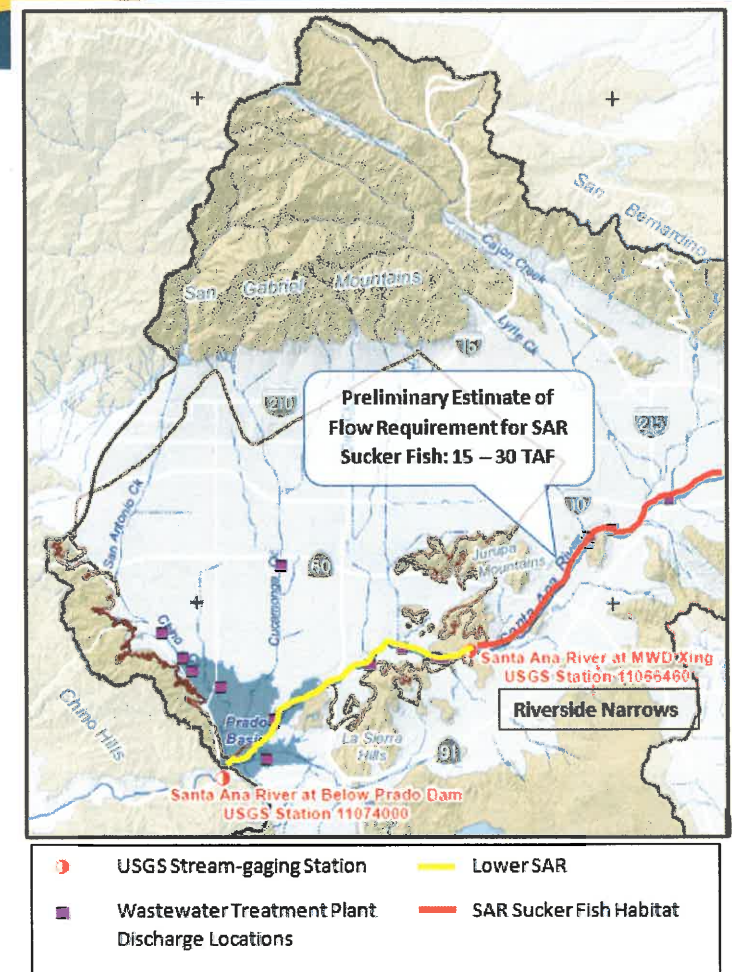 San Bernardino
Cajon Creek
San Gabriel Mountains
Lytle Ck
15
210
Preliminary Estimate of
Flow Requirement for SAR
Sucker Fish: 15 – 30 TAF
215
10
San Antonio Ck
Jurupa
Mountains
60
Cucamonga
Santa Ana River
Chino
Santa Ana River at MWD Xing
USGS Station 11066460
Riverside Narrows
Chino Hills
Prado
Basin
La Sierra
Hills
91
Santa Ana River at Below Prado Dam
USGS Station 11074000
USGS Stream-gaging Station
Lower SAR
Wastewater Treatment Plant
Discharge Locations
SAR Sucker Fish Habitat